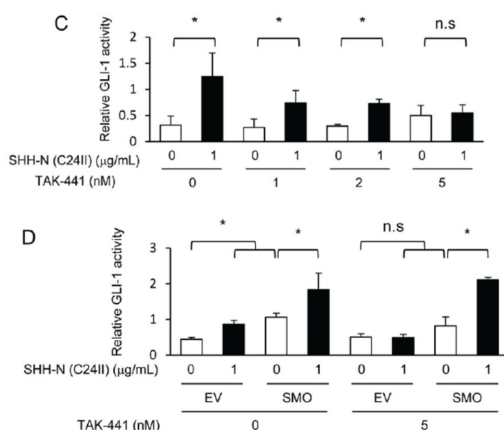 C
* * * n.s
Relative GLI-1 activity
2
1.5
1
0.5
0
SHH-N (C24II) (μg/mL) 0 1 0 1 0 1 0 1
TAK-441 (nM) 0 1 2 5
D
* * n.s *
Relative GLI-1 activity
3
2
1
0
SHH-N (C24II) (μg/mL) 0 1 0 1 0 1 0 1
EV SMO EV SMO
TAK-441 (nM) 0 5